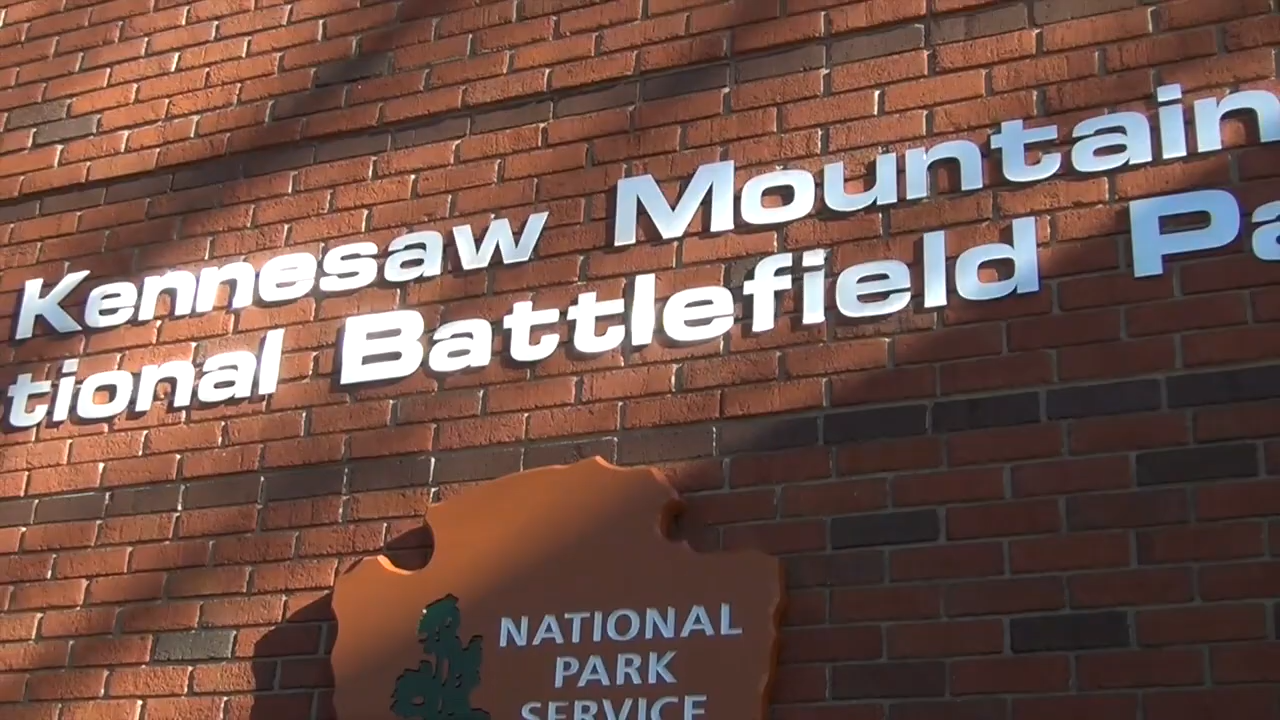 Kennesaw Mountain
tional Battlefield Pa
NATIONAL
PARK
SERVICE